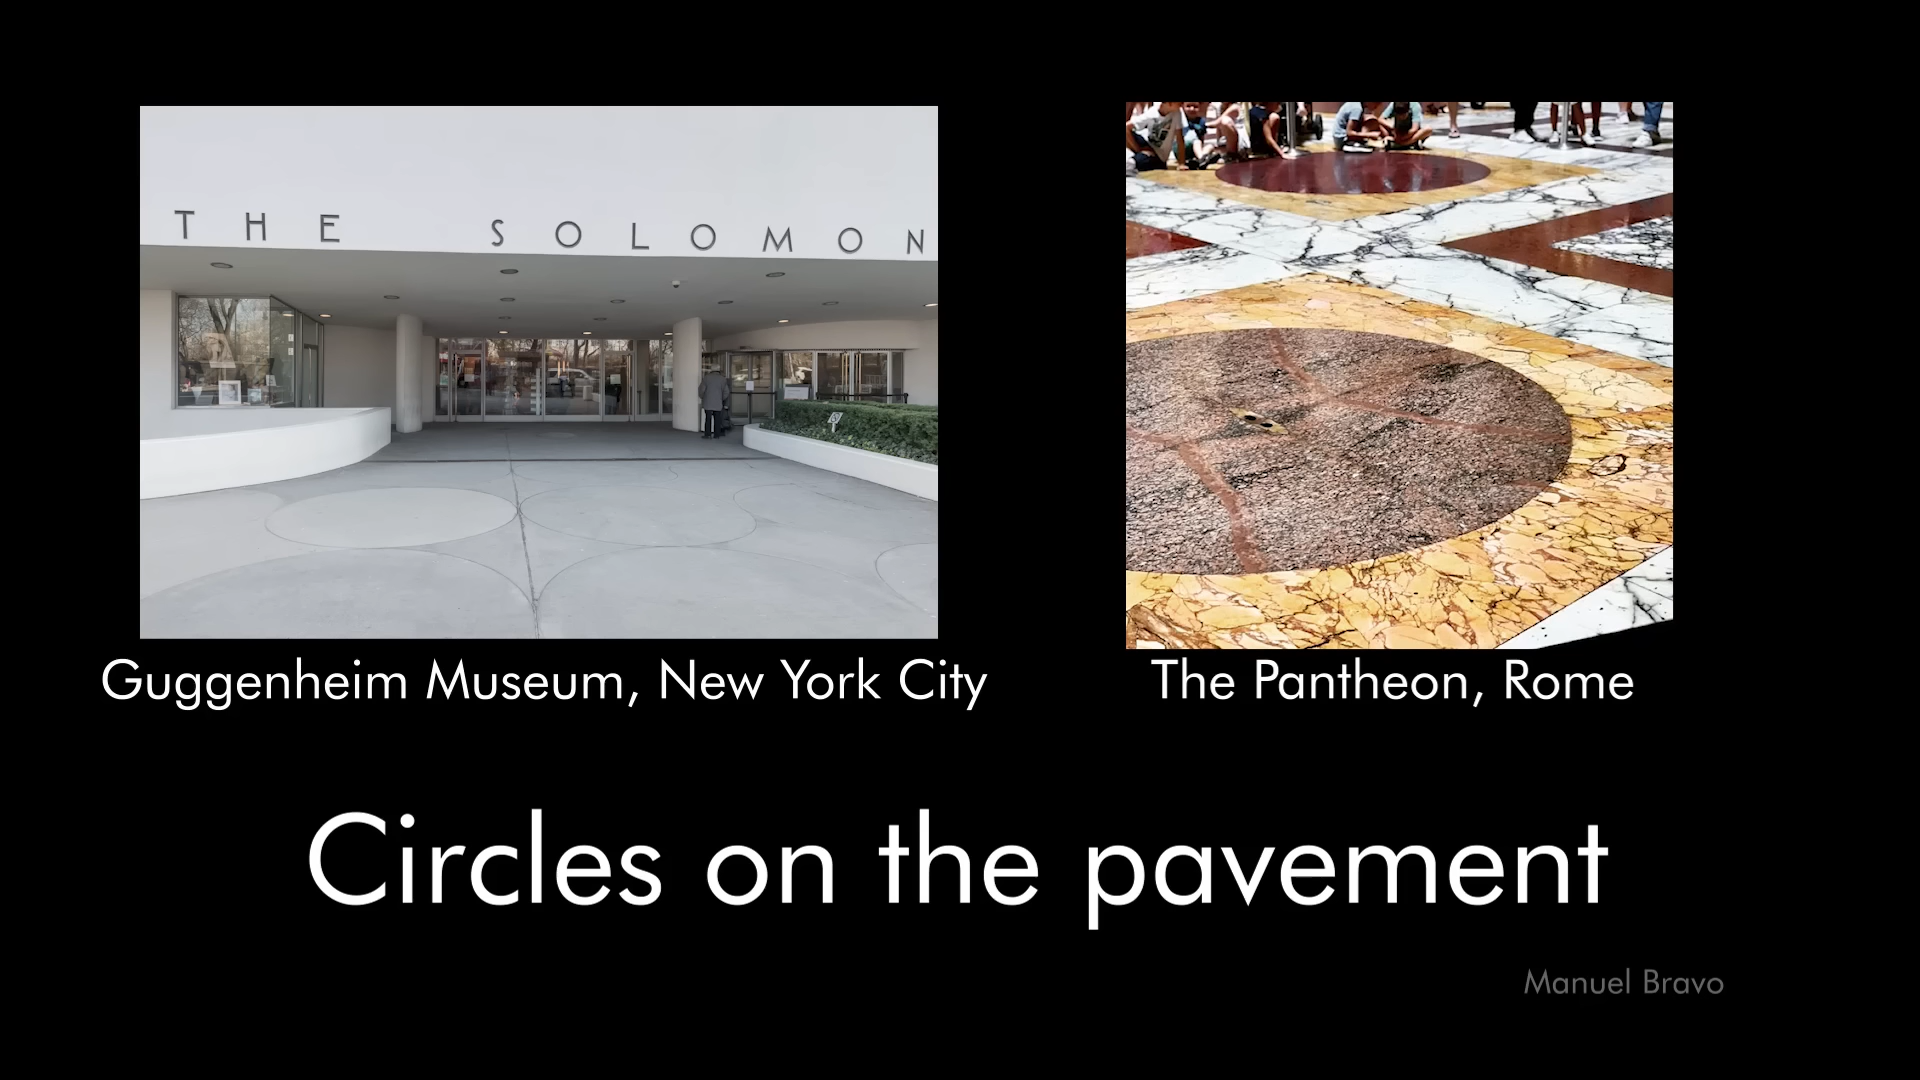 THE SOLOMON
Guggenheim Museum, New York City
The Pantheon, Rome
Circles on the pavement
Manuel Bravo